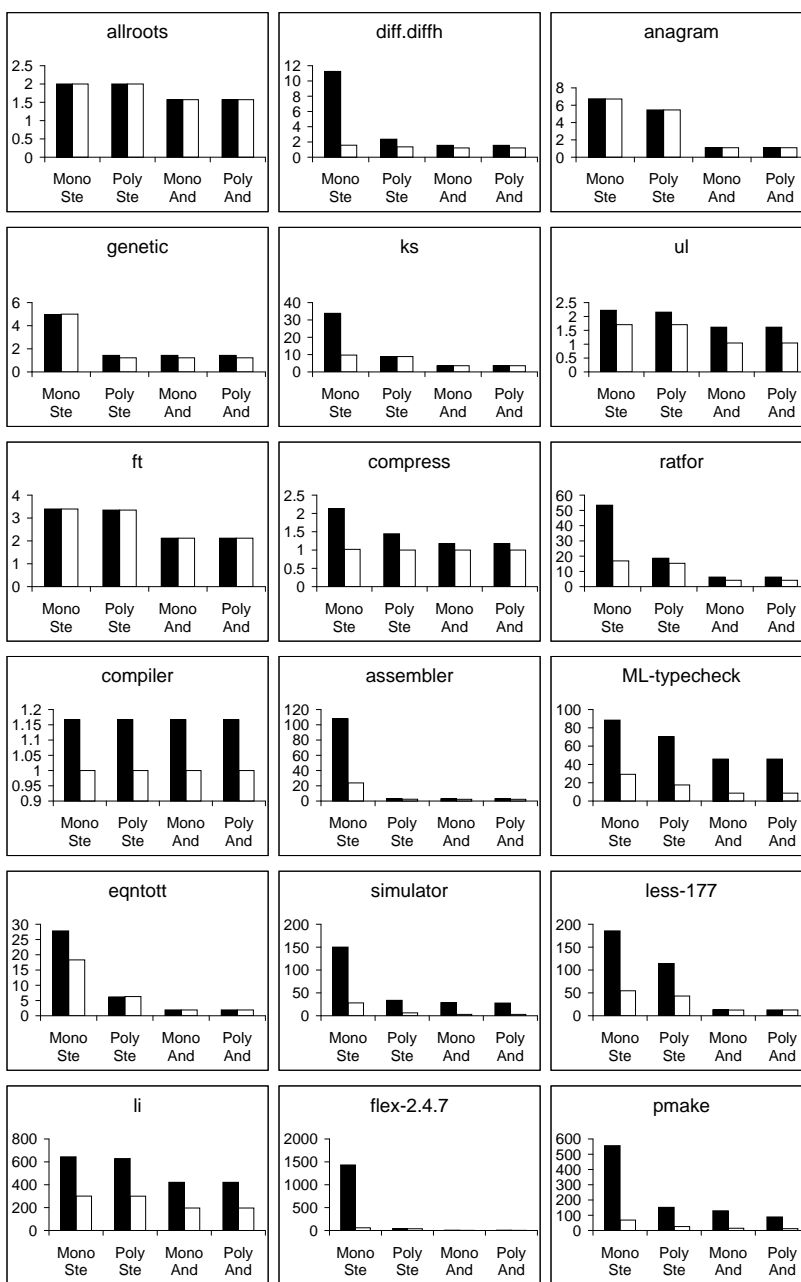 allroots
2.5
2
1.5
1
0.5
0
Mono Poly Mono Poly
Ste Ste And And
diff.diffh
12
10
8
6
4
2
0
Mono Poly Mono Poly
Ste Ste And And
anagram
8
6
4
2
0
Mono Poly Mono Poly
Ste Ste And And
genetic
6
4
2
0
Mono Poly Mono Poly
Ste Ste And And
ks
40
30
20
10
0
Mono Poly Mono Poly
Ste Ste And And
ul
2.5
2
1.5
1
0.5
0
Mono Poly Mono Poly
Ste Ste And And
ft
4
3
2
1
0
Mono Poly Mono Poly
Ste Ste And And
compress
2.5
2
1.5
1
0.5
0
Mono Poly Mono Poly
Ste Ste And And
ratfor
60
50
40
30
20
10
0
Mono Poly Mono Poly
Ste Ste And And
compiler
1.2
1.15
1.1
1.05
1
0.95
0.9
Mono Poly Mono Poly
Ste Ste And And
assembler
120
100
80
60
40
20
0
Mono Poly Mono Poly
Ste Ste And And
ML-typecheck
100
80
60
40
20
0
Mono Poly Mono Poly
Ste Ste And And
eqntott
30
25
20
15
10
5
0
Mono Poly Mono Poly
Ste Ste And And
simulator
200
150
100
50
0
Mono Poly Mono Poly
Ste Ste And And
less-177
200
150
100
50
0
Mono Poly Mono Poly
Ste Ste And And
li
800
600
400
200
0
Mono Poly Mono Poly
Ste Ste And And
flex-2.4.7
2000
1500
1000
500
0
Mono Poly Mono Poly
Ste Ste And And
pmake
600
500
400
300
200
100
0
Mono Poly Mono Poly
Ste Ste And And